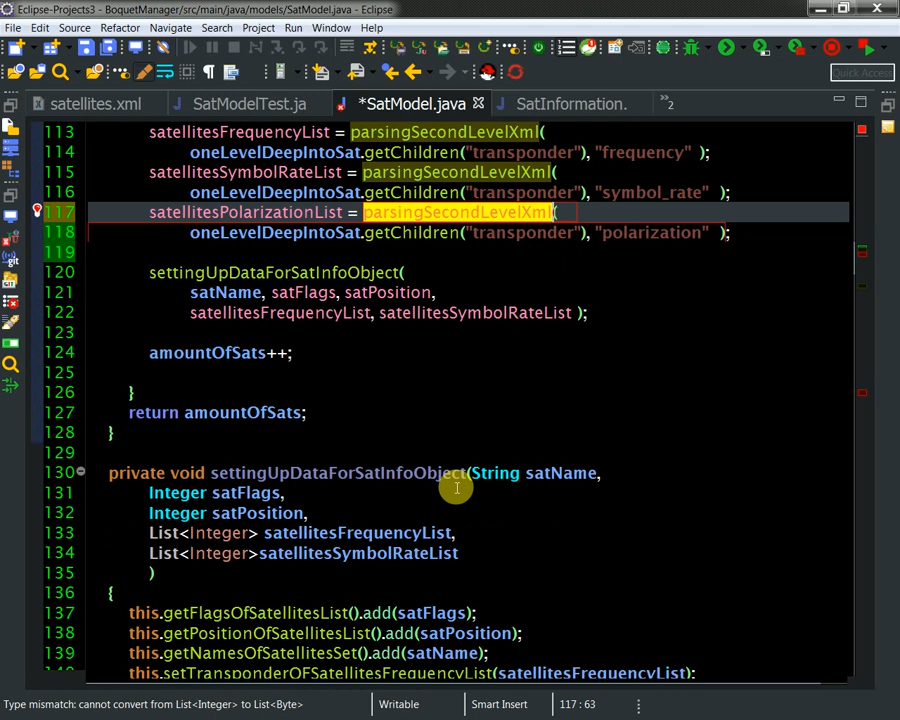 Eclipse-Projects3 - BoquetManager/src/main/java/models/SatModel.java - Eclipse
File Edit Source Refactor Navigate Search Project Run Window Help
Quick Access
satellites.xml SatModelTest.ja *SatModel.java SatInformation. »2
113 satellitesFrequencyList = parsingSecondLevelXml(
114 oneLevelDeepIntoSat.getChildren("transponder"), "frequency" );
115 satellitesSymbolRateList = parsingSecondLevelXml(
116 oneLevelDeepIntoSat.getChildren("transponder"), "symbol_rate" );
117 satellitesPolarizationList = parsingSecondLevelXml(
118 oneLevelDeepIntoSat.getChildren("transponder"), "polarization" );
119
120 settingUpDataForSatInfoObject(
121 satName, satFlags, satPosition,
122 satellitesFrequencyList, satellitesSymbolRateList );
123
124 amountOfSats++;
125
126 }
127 return amountOfSats;
128 }
129
130 private void settingUpDataForSatInfoObject(String satName,
131 Integer satFlags,
132 Integer satPosition,
133 List<Integer> satellitesFrequencyList,
134 List<Integer>satellitesSymbolRateList
135 )
136 {
137 this.getFlagsOfSatellitesList().add(satFlags);
138 this.getPositionOfSatellitesList().add(satPosition);
139 this.getNamesOfSatellitesSet().add(satName);
140 this.setTransponderOFSatellitesFrequencyList(satellitesFrequencyList);
Type mismatch: cannot convert from List<Integer> to List<Byte> Writable Smart Insert 117 : 63